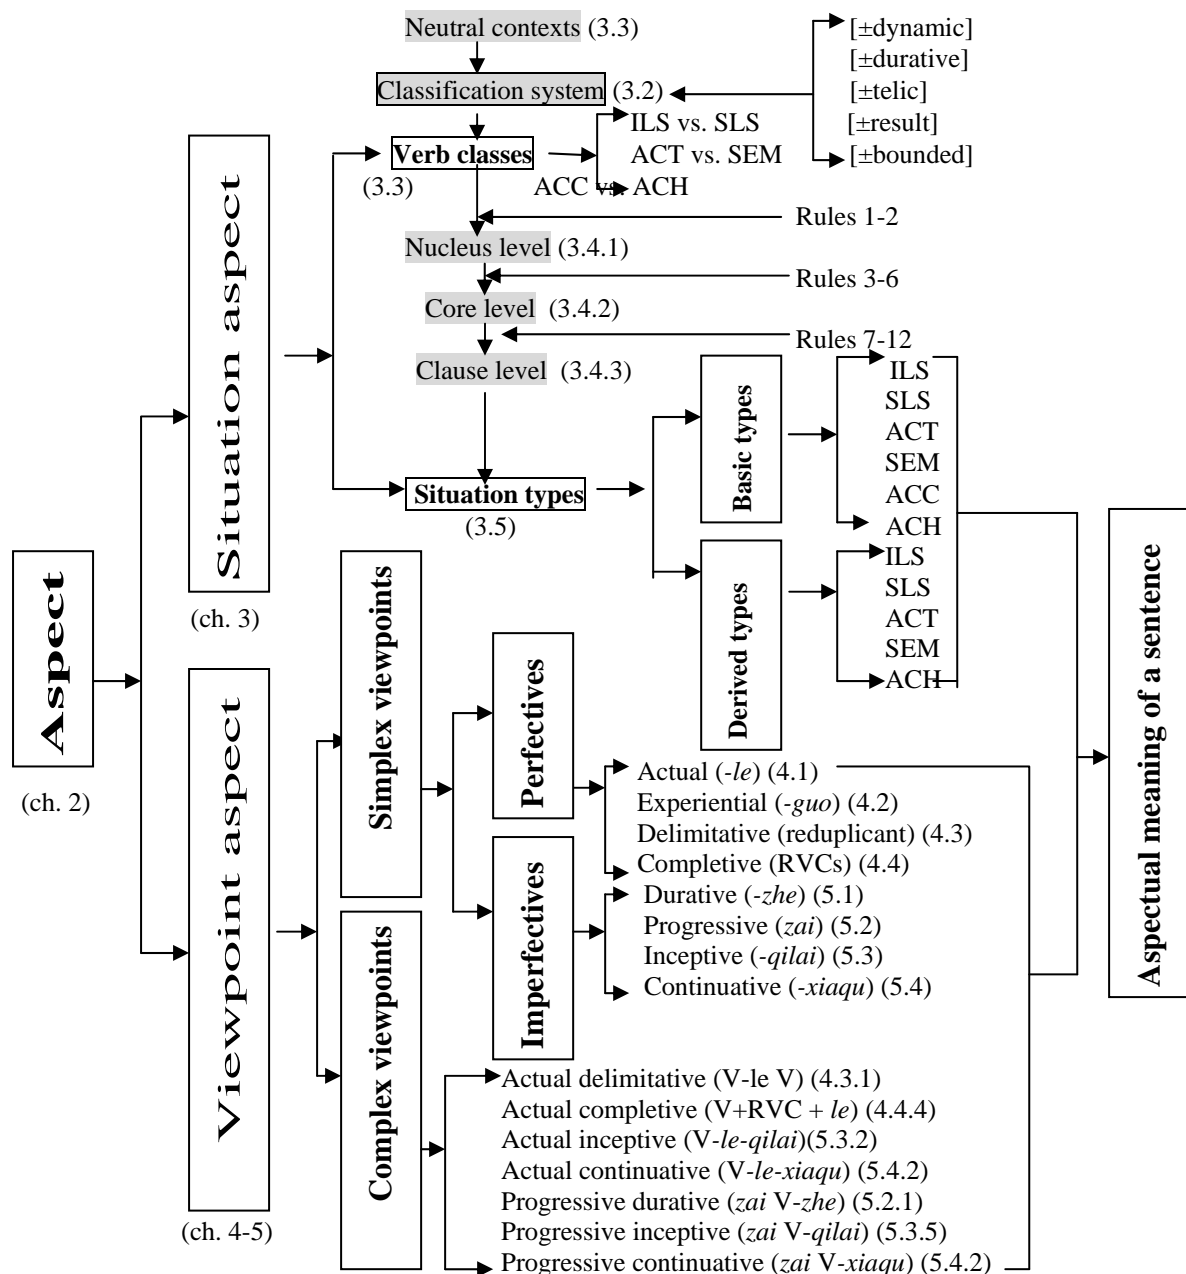 Neutral contexts (3.3)
Classification system (3.2)
[±dynamic]
[±durative]
[±telic]
[±result]
[±bounded]
Verb classes
(3.3)
ILS vs. SLS
ACT vs. SEM
ACC vs. ACH
Rules 1-2
Nucleus level (3.4.1)
Rules 3-6
Core level (3.4.2)
Rules 7-12
Clause level (3.4.3)
Situation types
(3.5)
Basic types
ILS
SLS
ACT
SEM
ACC
ACH
Derived types
ILS
SLS
ACT
SEM
ACH
Aspect
(ch. 2)
Situation aspect
(ch. 3)
Viewpoint aspect
(ch. 4-5)
Simplex viewpoints
Perfectives
Actual (-le) (4.1)
Experiential (-guo) (4.2)
Delimitative (reduplicant) (4.3)
Completive (RVCs) (4.4)
Imperfectives
Durative (-zhe) (5.1)
Progressive (zai) (5.2)
Inceptive (-qilai) (5.3)
Continuative (-xiaqu) (5.4)
Complex viewpoints
Actual delimitative (V-le V) (4.3.1)
Actual completive (V+RVC + le) (4.4.4)
Actual inceptive (V-le-qilai)(5.3.2)
Actual continuative (V-le-xiaqu) (5.4.2)
Progressive durative (zai V-zhe) (5.2.1)
Progressive inceptive (zai V-qilai) (5.3.5)
Progressive continuative (zai V-xiaqu) (5.4.2)
Aspectual meaning of a sentence